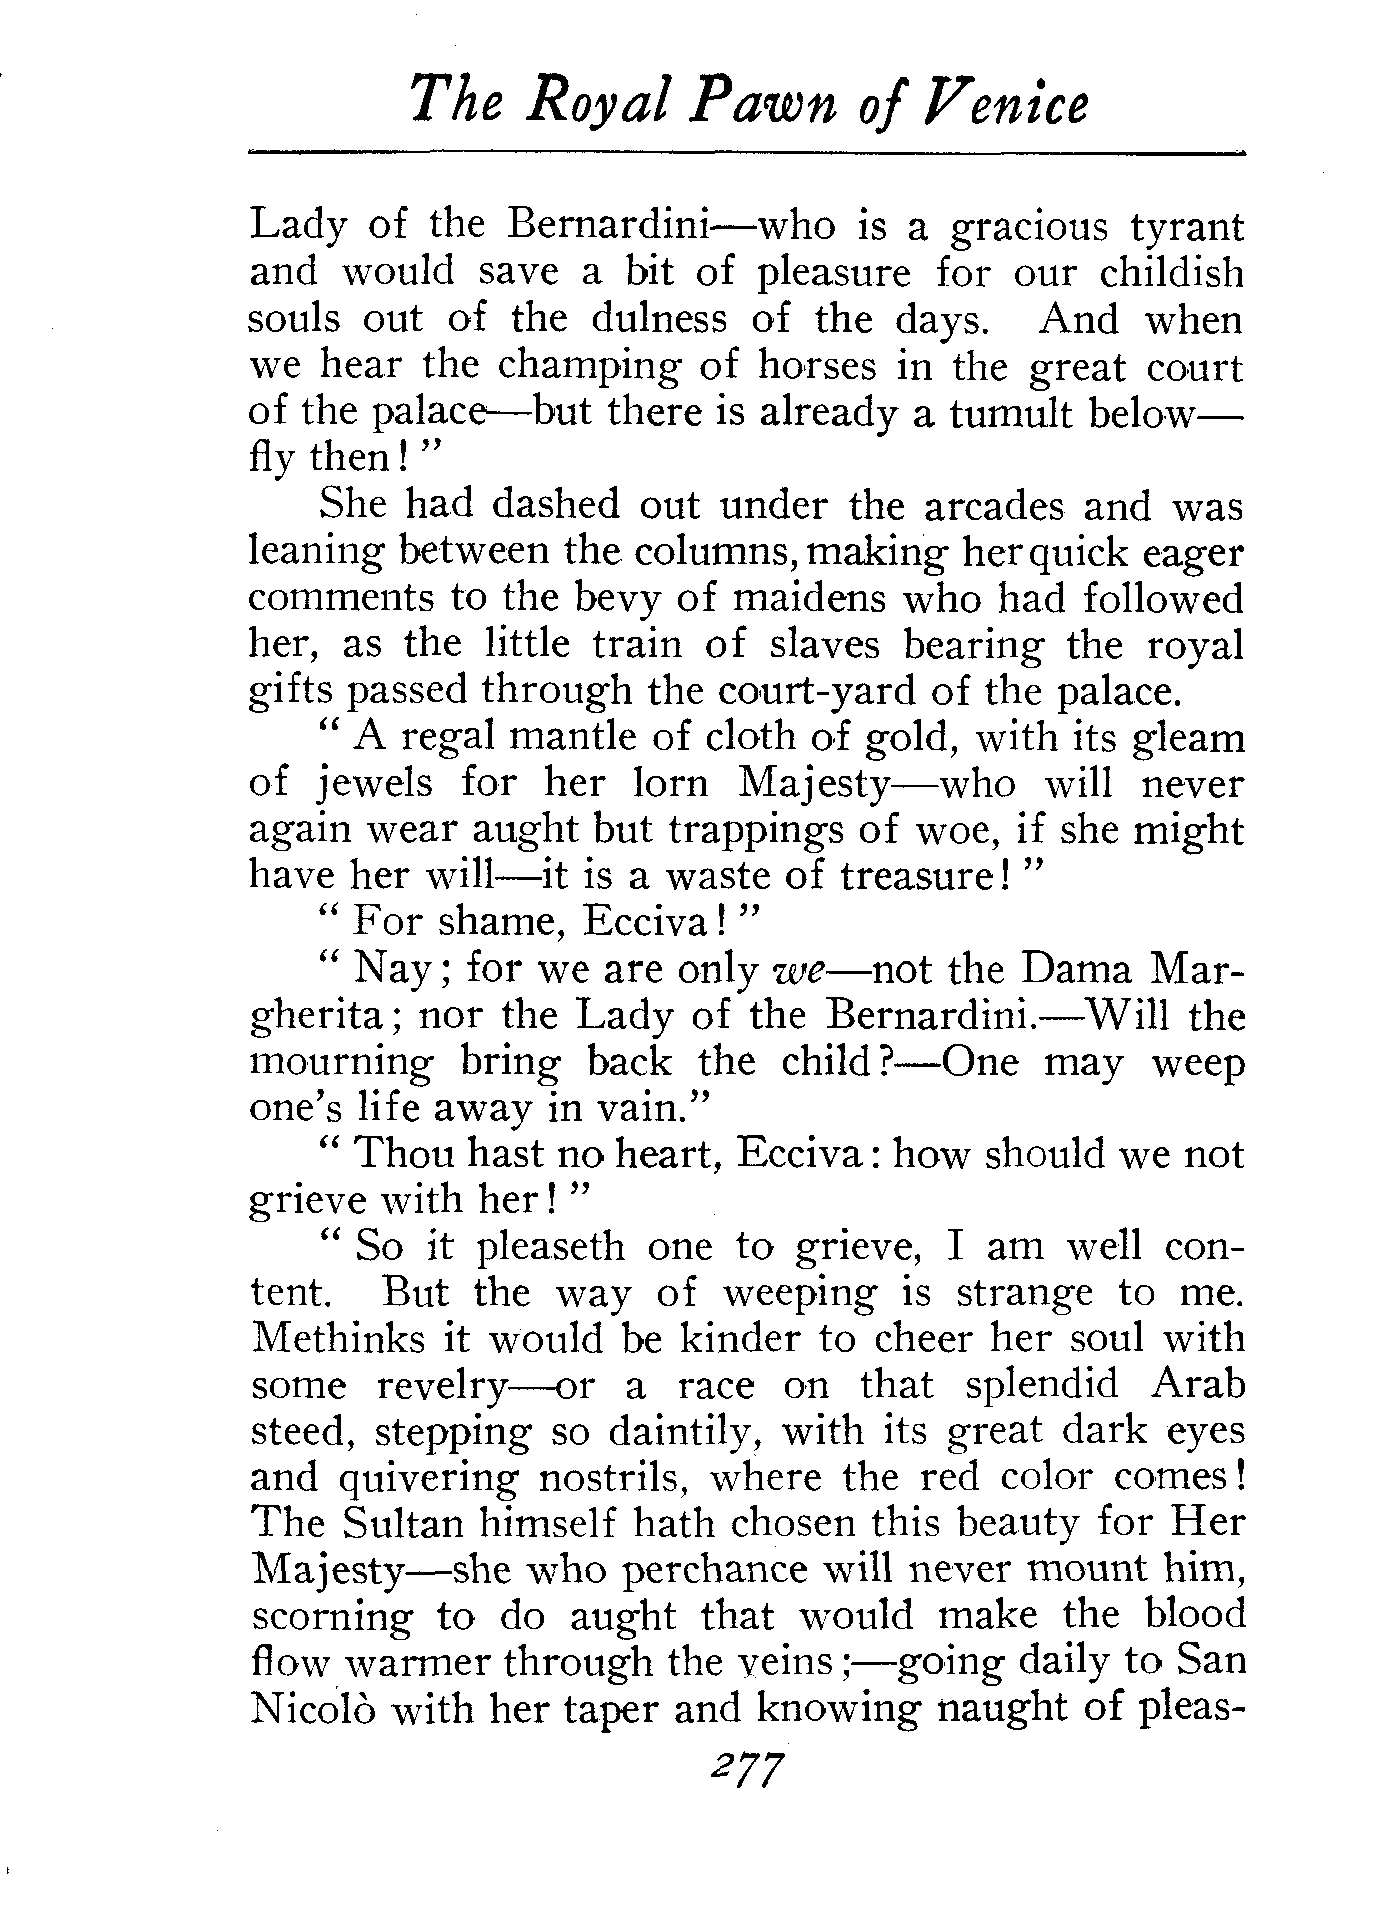 The Royal Pawn of Venice
Lady of the Bernardini—who is a gracious tyrant
and would save a bit of pleasure for our childish
souls out of the dulness of the days. And when
we hear the champing of horses in the great court
of the palace—but there is already a tumult below—
fly then! "
She had dashed out under the arcades and was
leaning between the columns, making her quick eager
comments to the bevy of maidens who had followed
her, as the little train of slaves bearing the royal
gifts passed through the court-yard of the palace.
" A regal mantle of cloth of gold, with its gleam
of jewels for her lorn Majesty—who will never
again wear aught but trappings of woe, if she might
have her will—it is a waste of treasure! "
" For shame, Ecciva! "
" Nay; for we are only we—not the Dama Mar-
gherita; nor the Lady of the Bernardini.—Will the
mourning bring back the child?—One may weep
one's life away in vain."
" Thou hast no heart, Ecciva: how should we not
grieve with her! "
" So it pleaseth one to grieve, I am well con-
tent. But the way of weeping is strange to me.
Methinks it would be kinder to cheer her soul with
some revelry—or a race on that splendid Arab
steed, stepping so daintily, with its great dark eyes
and quivering nostrils, where the red color comes!
The Sultan himself hath chosen this beauty for Her
Majesty—she who perchance will never mount him,
scorning to do aught that would make the blood
flow warmer through the veins;—going daily to San
Nicolò with her taper and knowing naught of pleas-
277